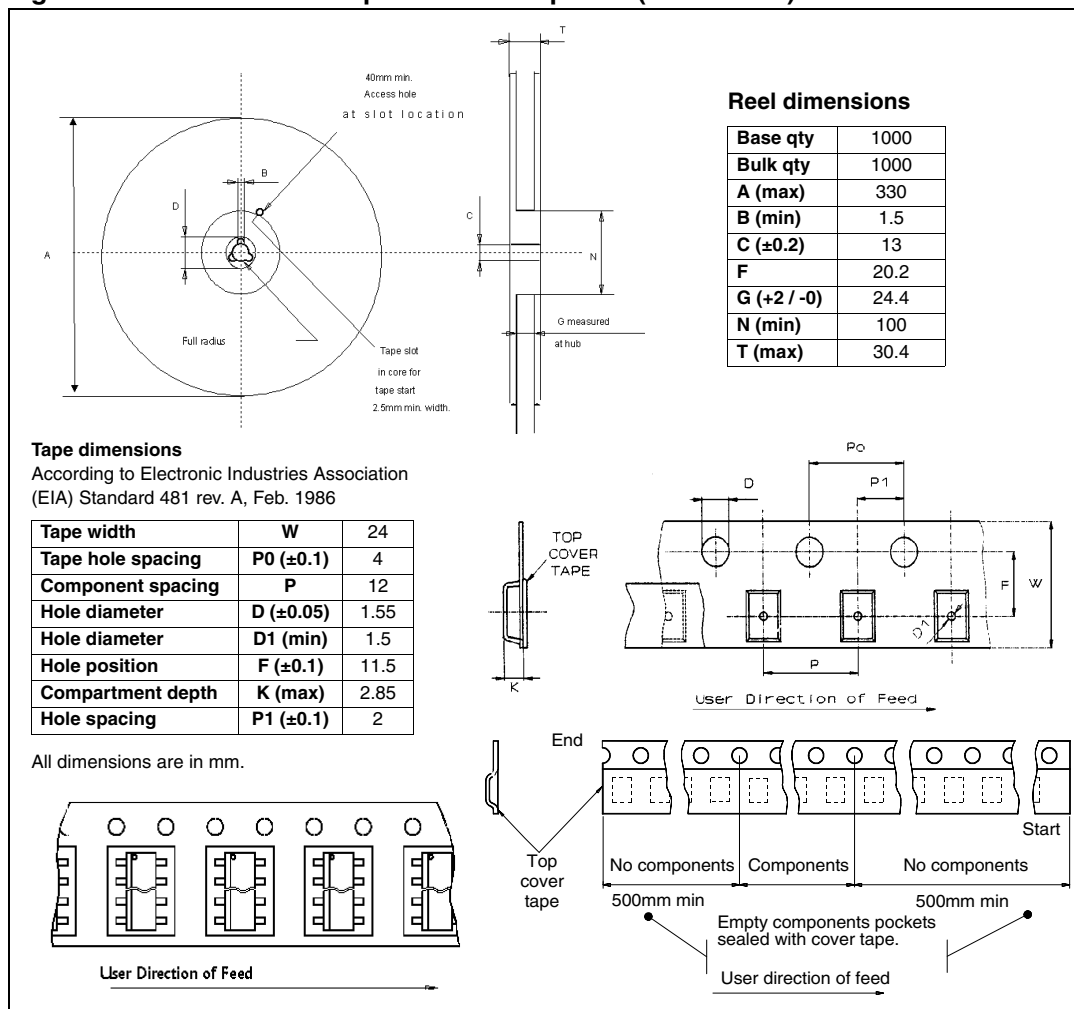 T
40mm min.
Access hole
at slot location
B
D
C
A
N
Full radius
G measured
at hub
Tape slot
in core for
tape start
2.5mm min. width.
Reel dimensions
Base qty 1000
Bulk qty 1000
A (max) 330
B (min) 1.5
C (±0.2) 13
F 20.2
G (+2 / -0) 24.4
N (min) 100
T (max) 30.4
Tape dimensions
According to Electronic Industries Association
(EIA) Standard 481 rev. A, Feb. 1986
Tape width W 24
Tape hole spacing P0 (±0.1) 4
Component spacing P 12
Hole diameter D (±0.05) 1.55
Hole diameter D1 (min) 1.5
Hole position F (±0.1) 11.5
Compartment depth K (max) 2.85
Hole spacing P1 (±0.1) 2
All dimensions are in mm.
Po
D
P1
TOP
COVER
TAPE
F
W
D1
P
K
User Direction of Feed
End
Start
Top
cover
tape
No components
Components
No components
500mm min
500mm min
Empty components pockets
sealed with cover tape.
User direction of feed
User Direction of Feed